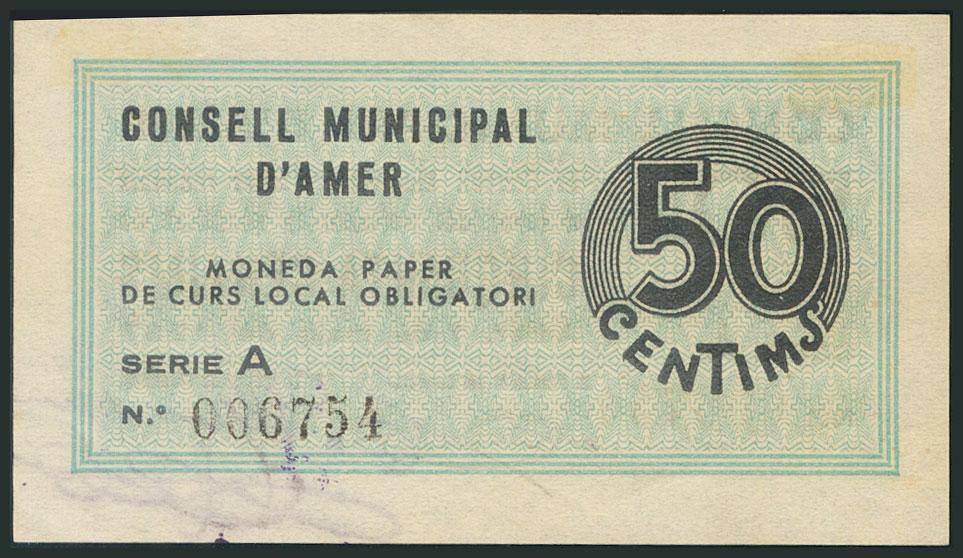 CONSELL MUNICIPAL
D'AMER
MONEDA PAPER
DE CURS LOCAL OBLIGATORI
SERIE A
N.º 006754
50
CENTIMS